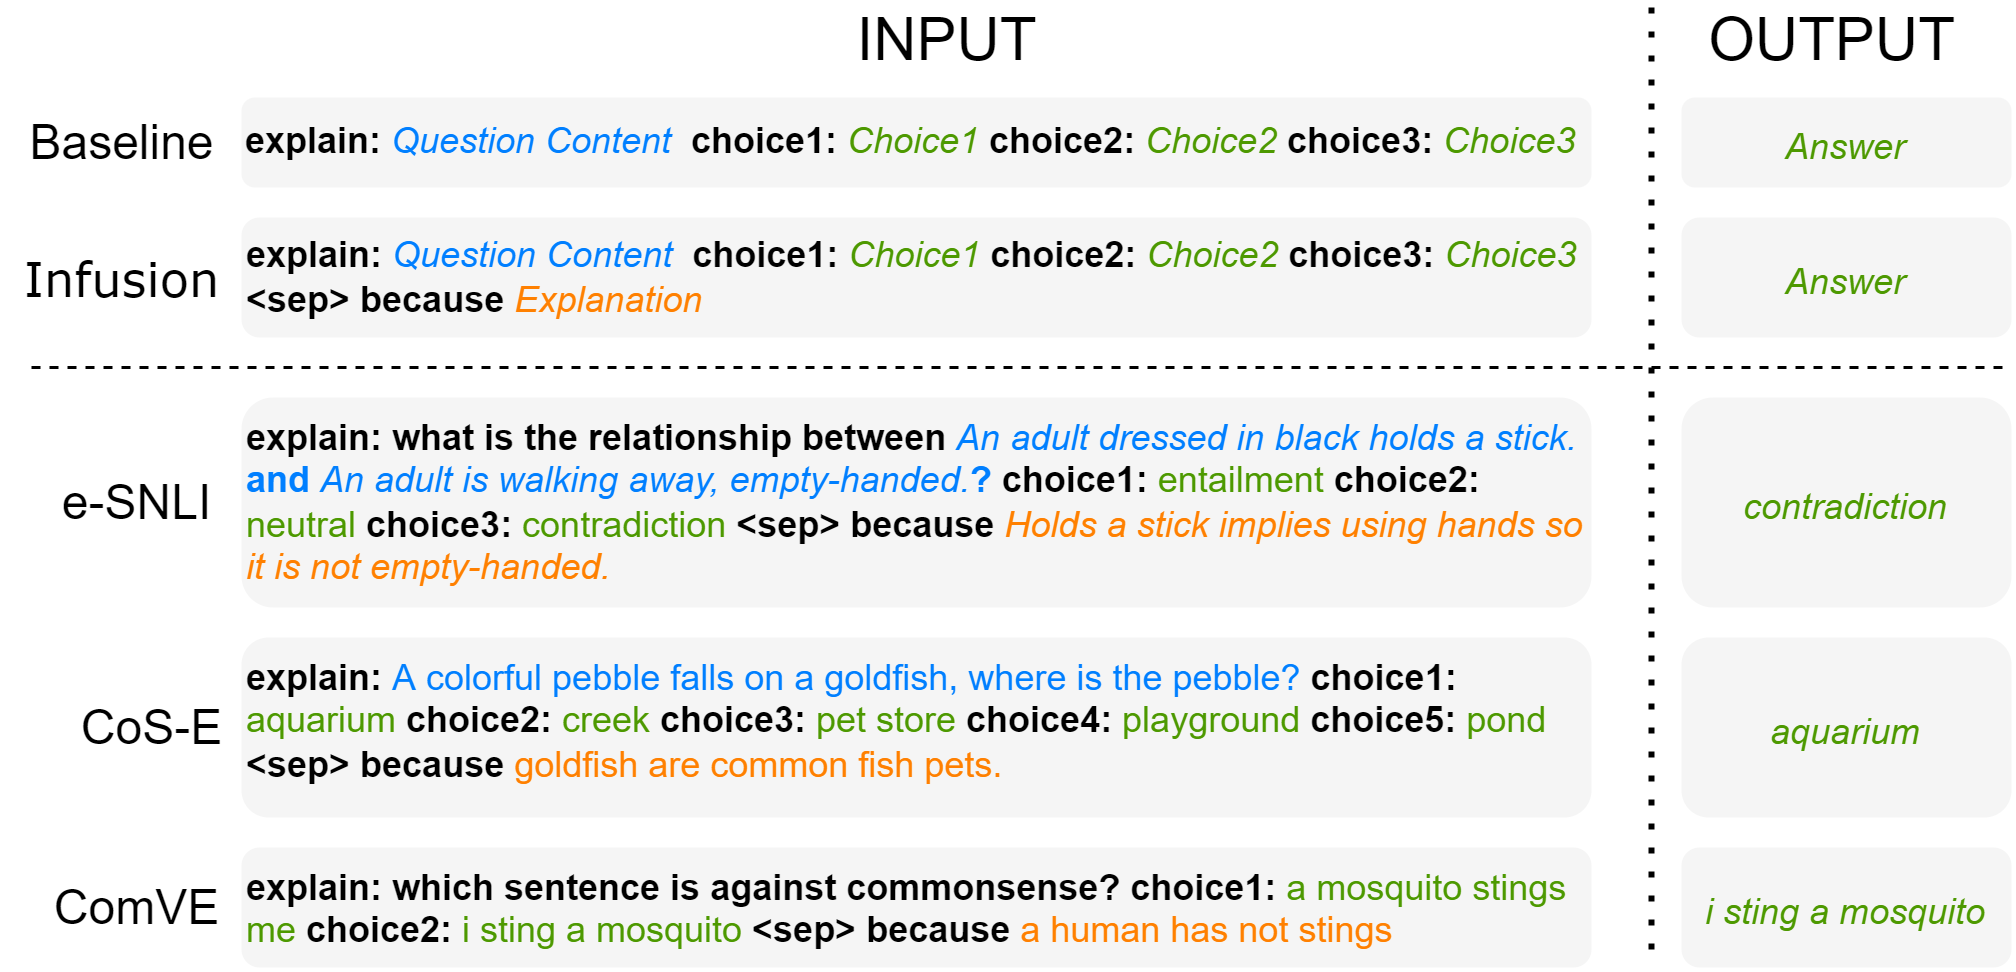 INPUT
OUTPUT
Baseline
explain: Question Content choice1: Choice1 choice2: Choice2 choice3: Choice3
Answer
Infusion
explain: Question Content choice1: Choice1 choice2: Choice2 choice3: Choice3
<sep> because Explanation
Answer
e-SNLI
explain: what is the relationship between An adult dressed in black holds a stick.
and An adult is walking away, empty-handed.? choice1: entailment choice2:
neutral choice3: contradiction <sep> because Holds a stick implies using hands so
it is not empty-handed.
contradiction
CoS-E
explain: A colorful pebble falls on a goldfish, where is the pebble? choice1:
aquarium choice2: creek choice3: pet store choice4: playground choice5: pond
<sep> because goldfish are common fish pets.
aquarium
ComVE
explain: which sentence is against commonsense? choice1: a mosquito stings
me choice2: i sting a mosquito <sep> because a human has not stings
i sting a mosquito